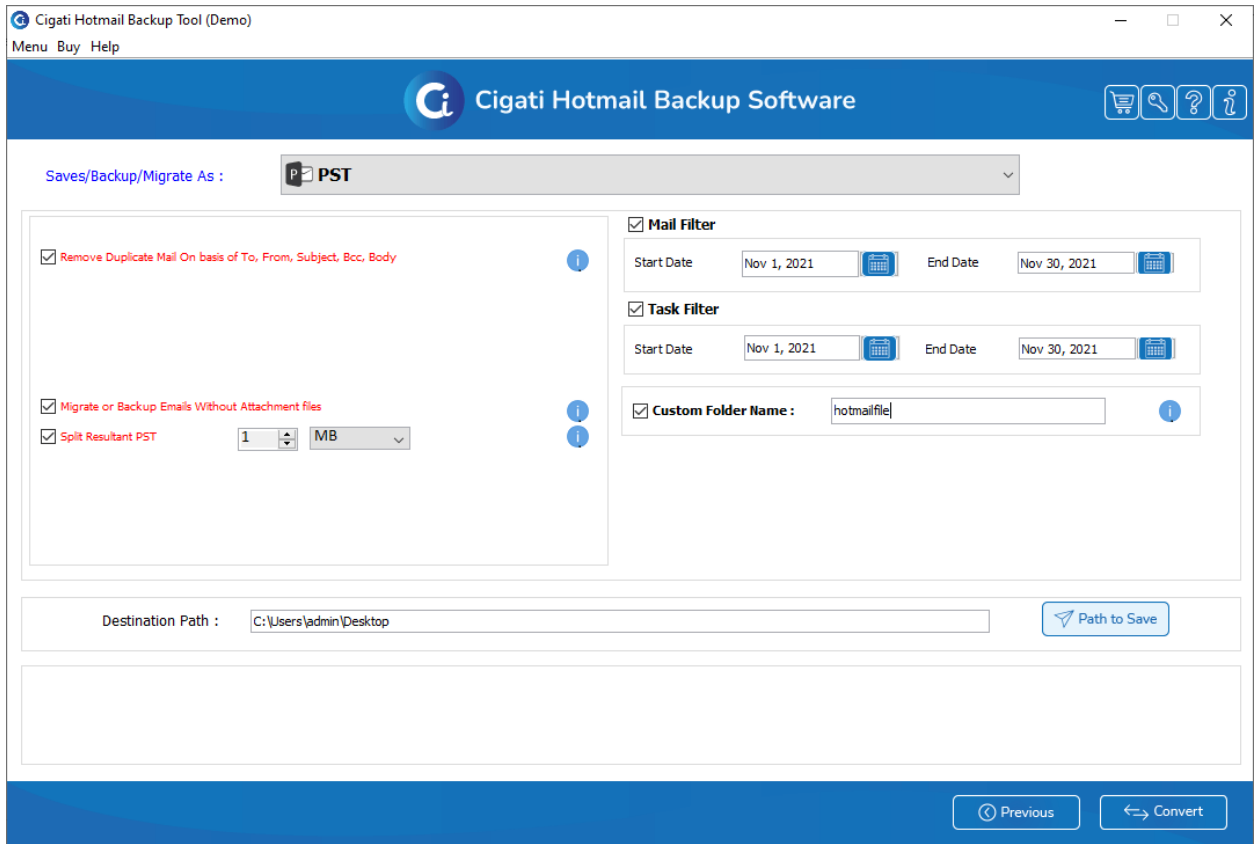 Cigati Hotmail Backup Tool (Demo)
Menu Buy Help
Ci Cigati Hotmail Backup Software
Saves/Backup/Migrate As : PST
Remove Duplicate Mail On basis of To, From, Subject, Bcc, Body
Migrate or Backup Emails Without Attachment files
Split Resultant PST 1 MB
Mail Filter
Start Date Nov 1, 2021 End Date Nov 30, 2021
Task Filter
Start Date Nov 1, 2021 End Date Nov 30, 2021
Custom Folder Name : hotmailfile
Destination Path : C:\Users\admin\Desktop Path to Save
Previous Convert